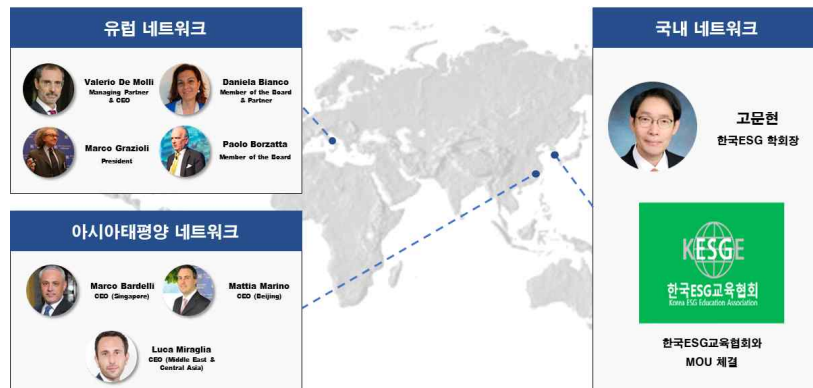 유럽 네트워크
Valerio De Molli
Managing Partner
& CEO
Daniela Bianco
Member of the Board
& Partner
Marco Grazioli
President
Paolo Borzatta
Member of the Board
아시아태평양 네트워크
Marco Bardelli
CEO (Singapore)
Mattia Marino
CEO (Beijing)
Luca Miraglia
CEO (Middle East &
Central Asia)
국내 네트워크
고문현
한국ESG 학회장
KESGE
한국ESG교육협회
Korea ESG Education Association
한국ESG교육협회와
MOU 체결